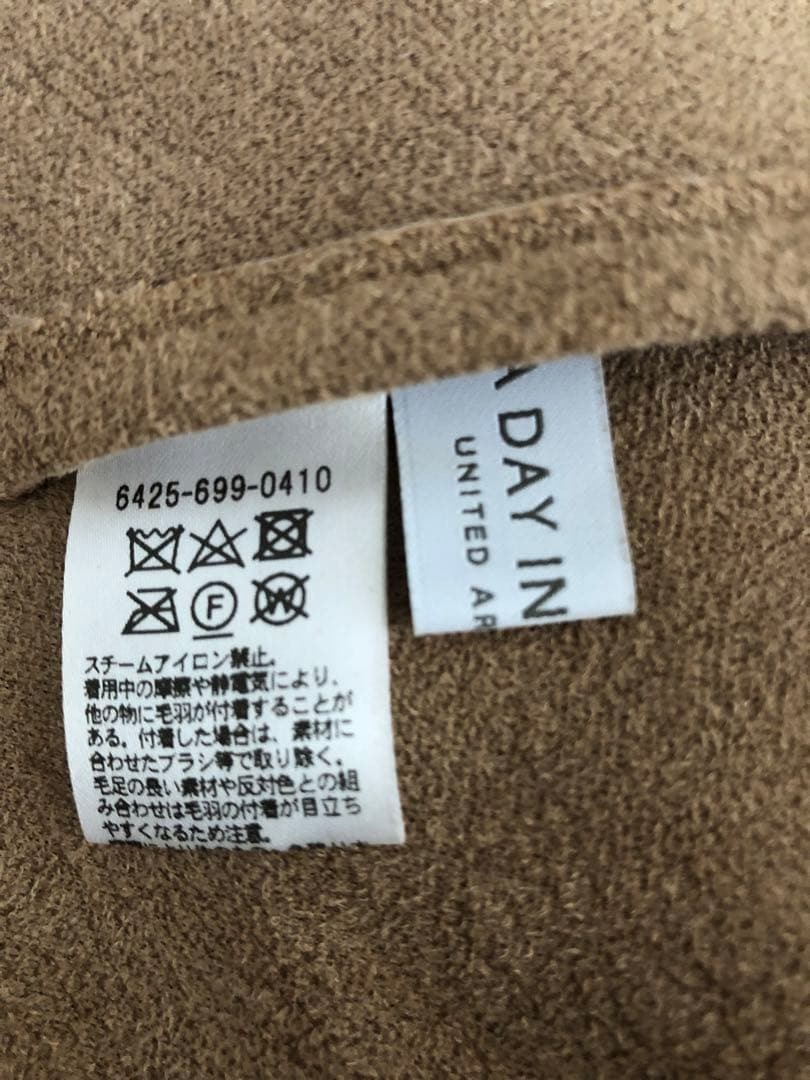 6425-699-0410
F W
スチームアイロン禁止。
着用中の摩擦や静電気により、
他の物に毛羽が付着することが
ある。付着した場合は、素材に
合わせたブラシ等で取り除く。
毛足の長い素材や反対色との組
み合わせは毛羽の付着が目立ち
やすくなるため注意。
A DAY IN
UNITED AR